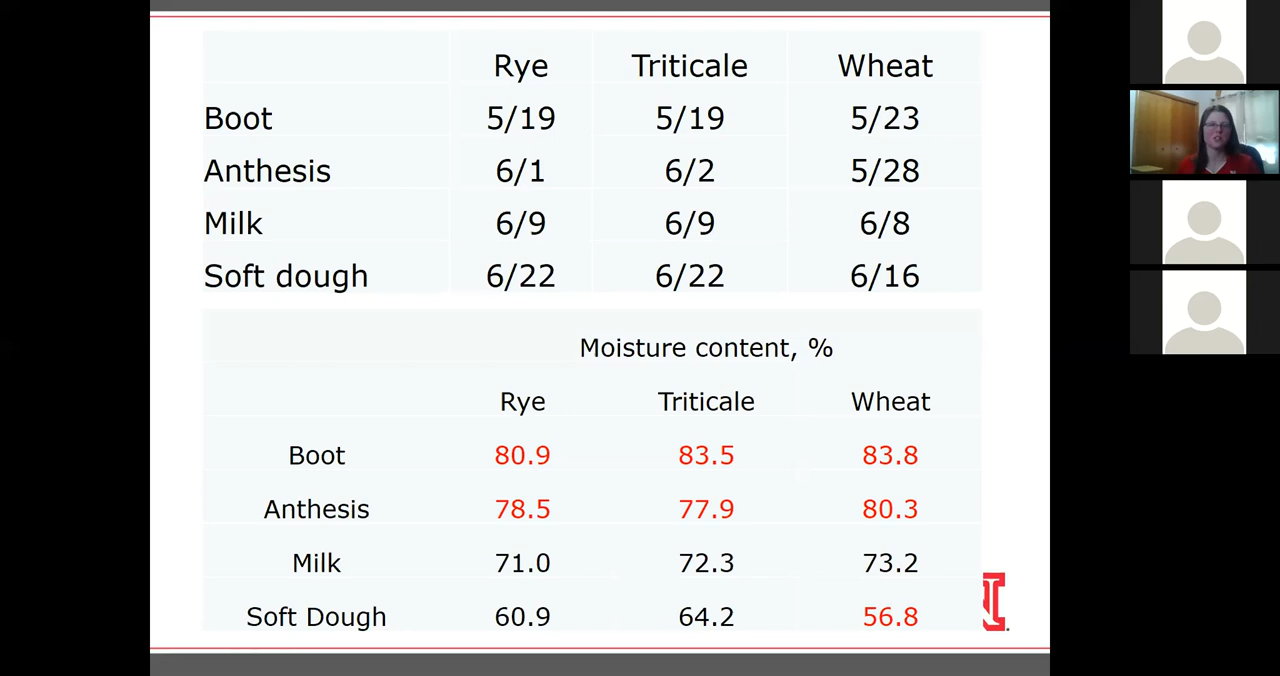 Rye Triticale Wheat
Boot 5/19 5/19 5/23
Anthesis 6/1 6/2 5/28
Milk 6/9 6/9 6/8
Soft dough 6/22 6/22 6/16
Moisture content, %
Rye Triticale Wheat
Boot 80.9 83.5 83.8
Anthesis 78.5 77.9 80.3
Milk 71.0 72.3 73.2
Soft Dough 60.9 64.2 56.8